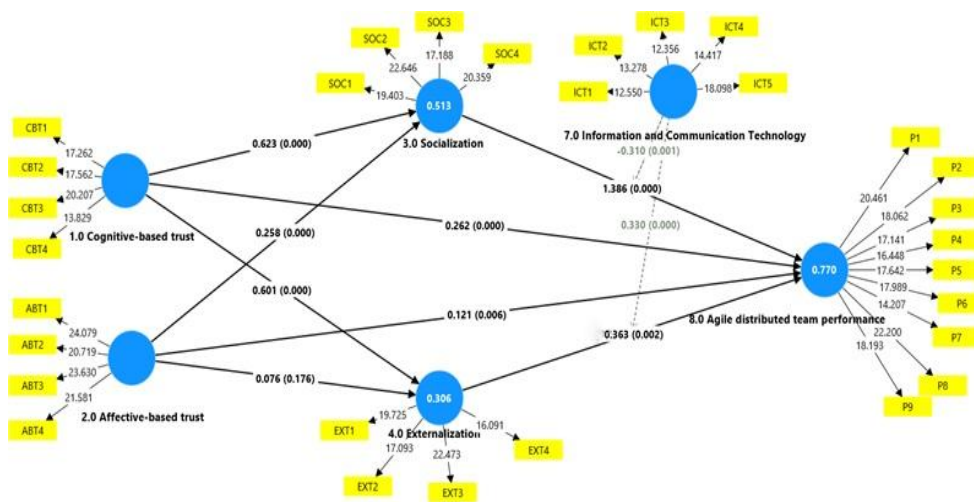 SOC3
ICT3
SOC2
17.188
ICT4
ICT2
12.356
SOC4
22.646
14.417
13.278
SOC1
20.359
ICT1
12.550
18.098
ICT5
19.403
0.513
CBT1
7.0 Information and Communication Technology
P1
17.262
0.623 (0.000)
3.0 Socialization
-0.310 (0.001)
CBT2
17.562
P2
1.386 (0.000)
20.461
CBT3
20.207
18.062
P3
13.829
0.258 (0.000)
0.262 (0.000)
0.330 (0.000)
17.141
CBT4
1.0 Cognitive-based trust
P4
16.448
0.770
17.642
P5
0.601 (0.000)
17.989
P6
ABT1
0.121 (0.006)
14.207
24.079
8.0 Agile distributed team performance
P7
ABT2
20.719
0.363 (0.002)
22.200
ABT3
23.630
0.076 (0.176)
18.193
21.581
P8
0.306
ABT4
2.0 Affective-based trust
P9
19.725
16.091
EXT1
4.0 Externalization
17.093
EXT4
22.473
EXT2
EXT3